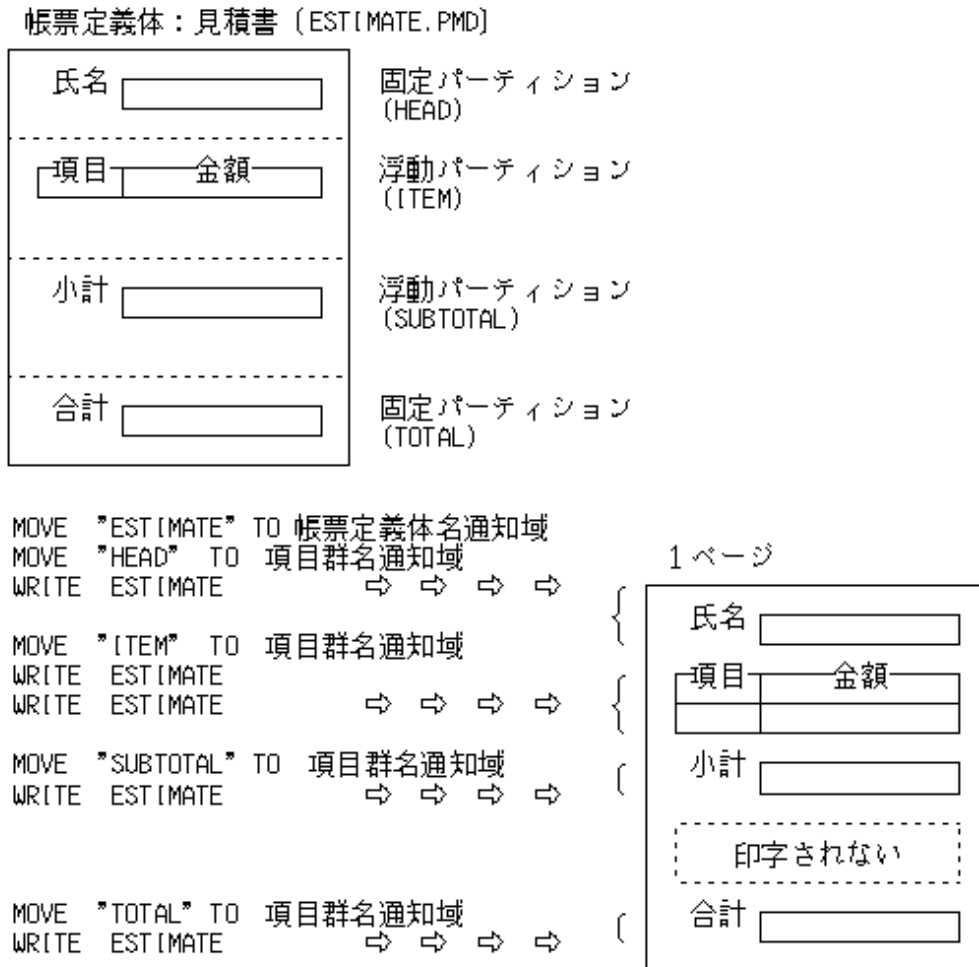 帳票定義体：見積書 [ESTIMATE.PMD]
氏名
固定パーティション
(HEAD)
項目 金額
浮動パーティション
(ITEM)
小計
浮動パーティション
(SUBTOTAL)
合計
固定パーティション
(TOTAL)
MOVE "ESTIMATE" TO 帳票定義体名通知域
MOVE "HEAD" TO 項目群名通知域
WRITE ESTIMATE ⇨ ⇨ ⇨ ⇨
MOVE "ITEM" TO 項目群名通知域
WRITE ESTIMATE
WRITE ESTIMATE ⇨ ⇨ ⇨ ⇨
MOVE "SUBTOTAL" TO 項目群名通知域
WRITE ESTIMATE ⇨ ⇨ ⇨ ⇨
MOVE "TOTAL" TO 項目群名通知域
WRITE ESTIMATE ⇨ ⇨ ⇨ ⇨
1ページ
氏名
項目 金額
小計
印字されない
合計